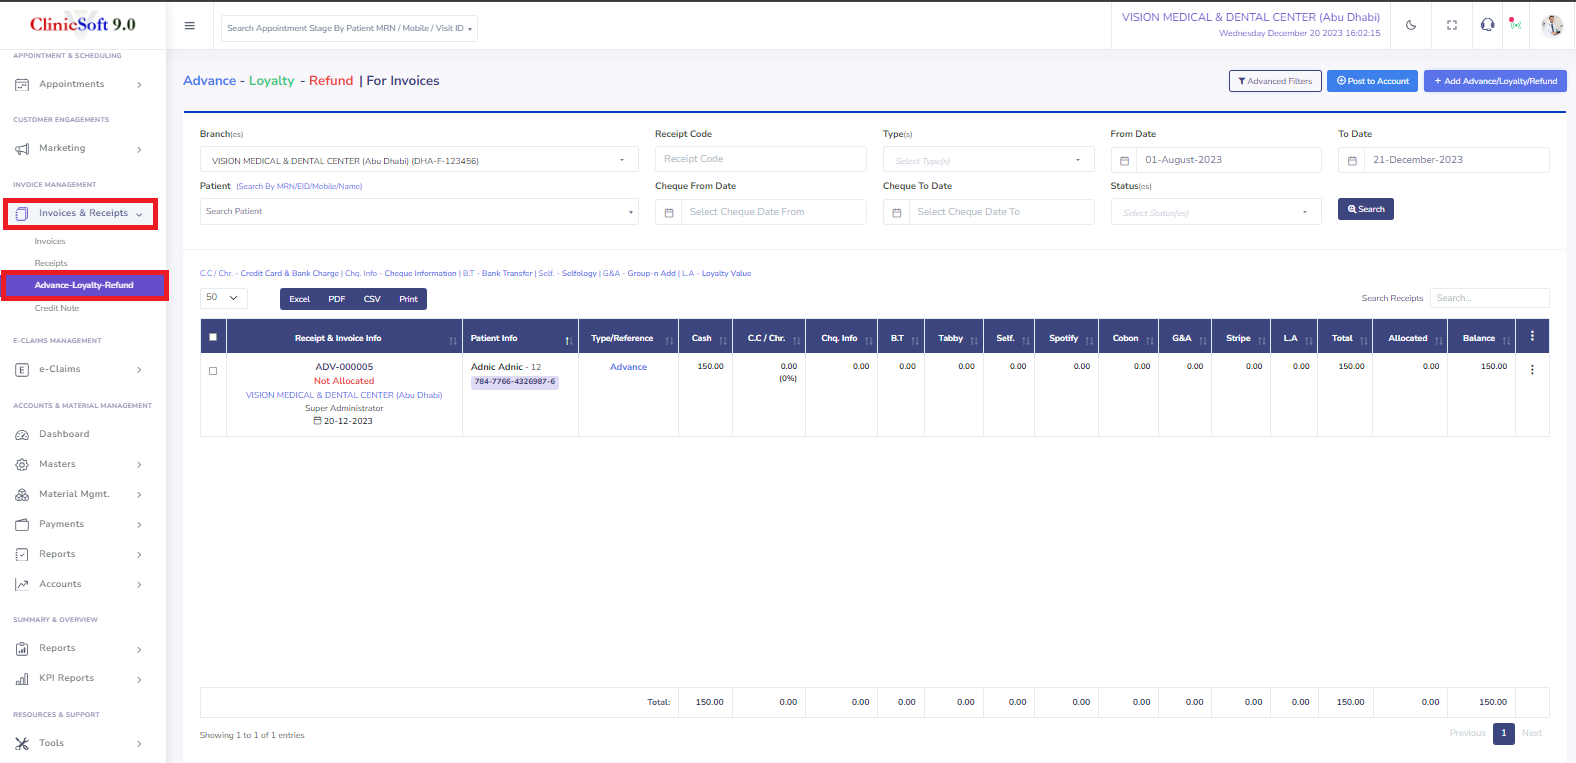 ClinicSoft 9.0
Search Appointment Stage By Patient MRN / Mobile / Visit ID
VISION MEDICAL & DENTAL CENTER (Abu Dhabi)
Wednesday December 20 2023 16:02:15
APPOINTMENT & SCHEDULING
Appointments
CUSTOMER ENGAGEMENTS
Marketing
INVOICE MANAGEMENT
Invoices & Receipts
Invoices
Receipts
Advance-Loyalty-Refund
Credit Note
E-CLAIMS MANAGEMENT
E e-Claims
ACCOUNTS & MATERIAL MANAGEMENT
Dashboard
Masters
Material Mgmt.
Payments
Reports
Accounts
SUMMARY & OVERVIEW
Reports
KPI Reports
RESOURCES & SUPPORT
Tools
Advance - Loyalty - Refund | For Invoices
Advanced Filters
Post to Account
+ Add Advance/Loyalty/Refund
Branch(es)
Receipt Code
Type(s)
From Date
To Date
VISION MEDICAL & DENTAL CENTER (Abu Dhabi) (DHA-F-123456)
Receipt Code
Select Type(s)
01-August-2023
21-December-2023
Patient (Search By MRN/EID/Mobile/Name)
Cheque From Date
Cheque To Date
Status(es)
Search Patient
Select Cheque Date From
Select Cheque Date To
Select Status(es)
Search
C.C / Chr. - Credit Card & Bank Charge | Chq. Info - Cheque Information | B.T - Bank Transfer | Self. - Selfology | G&A - Group-n Add | L.A - Loyalty Value
50
Excel PDF CSV Print
Search Receipts Search...
Receipt & Invoice Info Patient Info Type/Reference Cash C.C / Chr. Chq. Info B.T Tabby Self. Spotify Cobon G&A Stripe L.A Total Allocated Balance
ADV-000005 Adnic Adnic - 12 Advance 150.00 0.00 0.00 0.00 0.00 0.00 0.00 0.00 0.00 0.00 0.00 150.00 0.00 150.00
Not Allocated 784-7766-4326987-6 (0%)
VISION MEDICAL & DENTAL CENTER (Abu Dhabi)
Super Administrator
20-12-2023
Total: 150.00 0.00 0.00 0.00 0.00 0.00 0.00 0.00 0.00 0.00 0.00 150.00 0.00 150.00
Showing 1 to 1 of 1 entries
Previous 1 Next